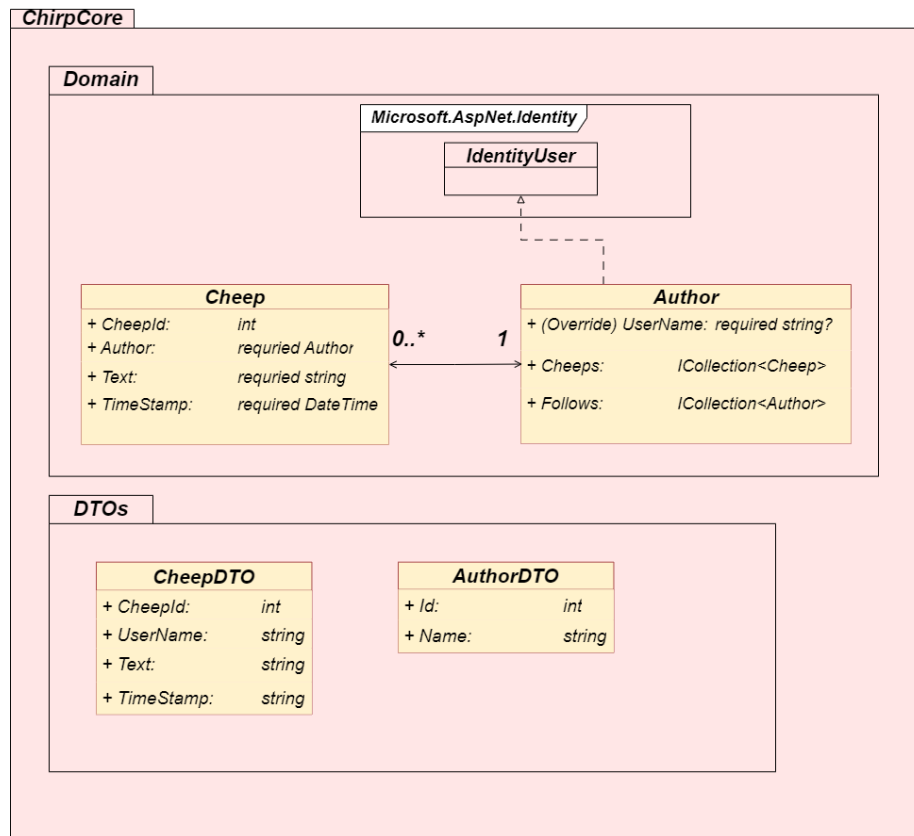 ChirpCore
Domain
Microsoft.AspNet.Identity
IdentityUser
Cheep
+ CheepId: int
+ Author: requried Author
+ Text: requried string
+ TimeStamp: required DateTime
0..* 1
Author
+ (Override) UserName: required string?
+ Cheeps: ICollection<Cheep>
+ Follows: ICollection<Author>
DTOs
CheepDTO
+ CheepId: int
+ UserName: string
+ Text: string
+ TimeStamp: string
AuthorDTO
+ Id: int
+ Name: string